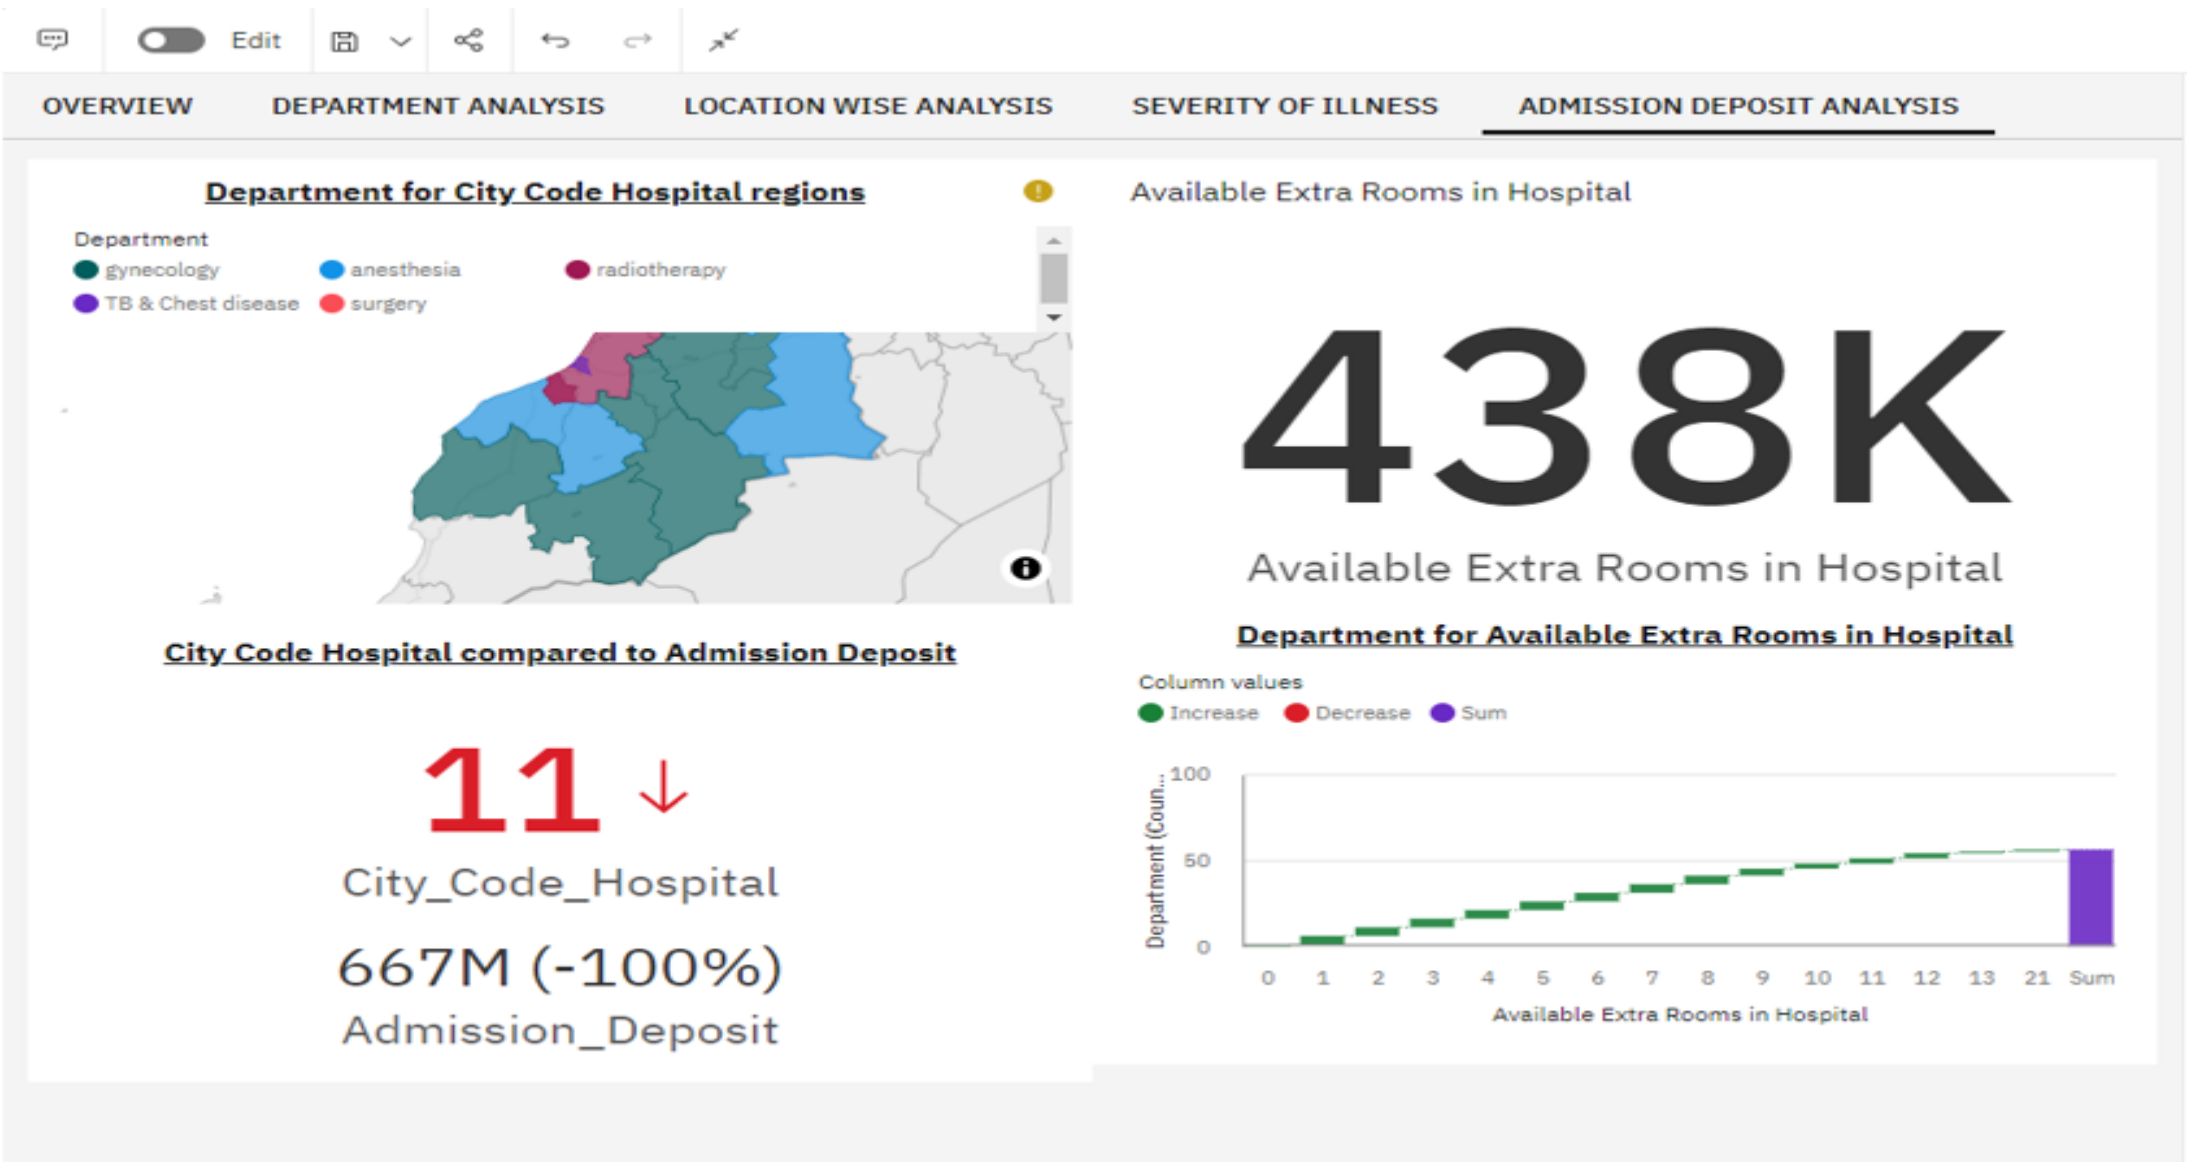 Edit
OVERVIEW DEPARTMENT ANALYSIS LOCATION WISE ANALYSIS SEVERITY OF ILLNESS ADMISSION DEPOSIT ANALYSIS
Department for City Code Hospital regions
Department
gynecology anesthesia radiotherapy
TB & Chest disease surgery
City Code Hospital compared to Admission Deposit
11
City_Code_Hospital
667M (-100%)
Admission_Deposit
Available Extra Rooms in Hospital
438K
Available Extra Rooms in Hospital
Department for Available Extra Rooms in Hospital
Column values
Increase Decrease Sum
Department (Coun...
100
50
0
0 1 2 3 4 5 6 7 8 9 10 11 12 13 21 Sum
Available Extra Rooms in Hospital